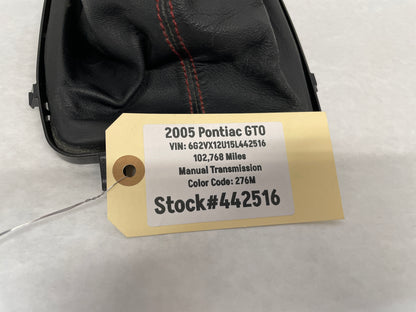 2005 Pontiac GTO
VIN: 6G2VX12U15L442516
102,768 Miles
Manual Transmission
Color Code: 276M
Stock#442516